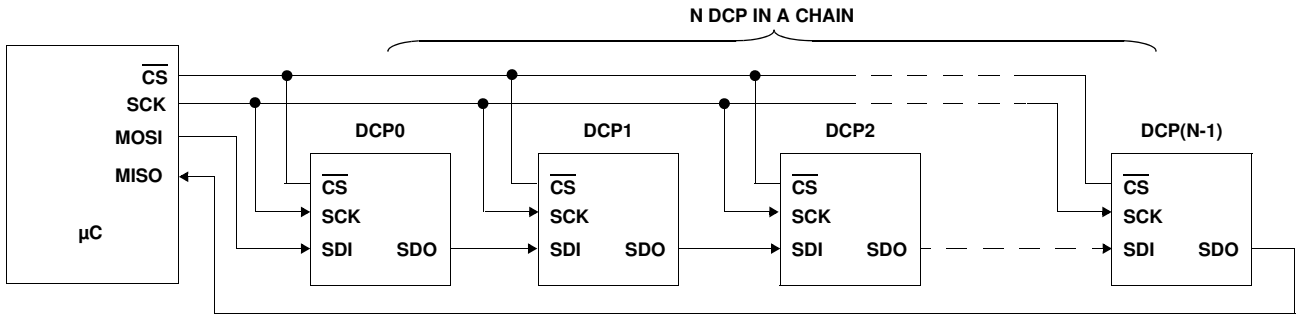 N DCP IN A CHAIN
CS
SCK
MOSI
MISO
µC
DCP0
CS
SCK
SDI SDO
DCP1
CS
SCK
SDI SDO
DCP2
CS
SCK
SDI SDO
DCP(N-1)
CS
SCK
SDI SDO